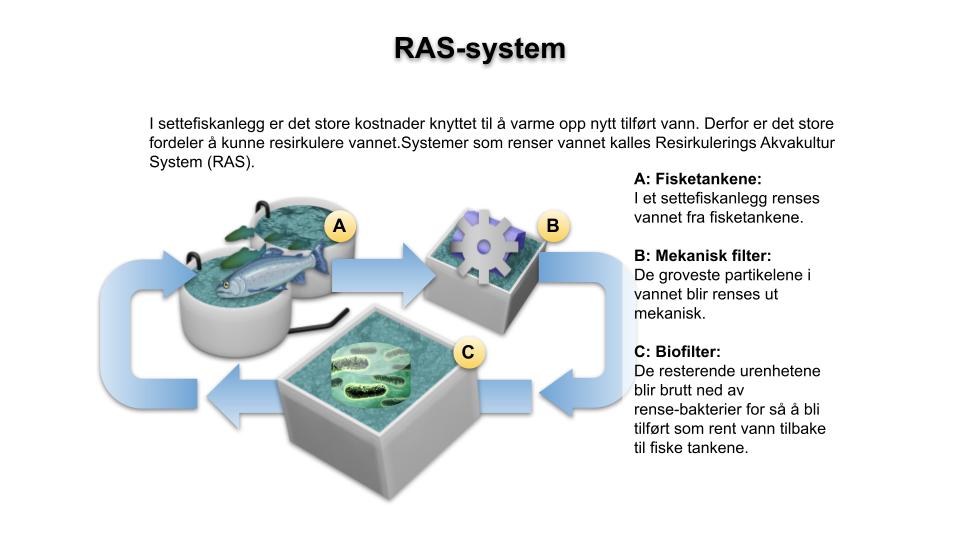 RAS-system
I settefiskanlegg er det store kostnader knyttet til å varme opp nytt tilført vann. Derfor er det store
fordeler å kunne resirkulere vannet.Systemer som renser vannet kalles Resirkulerings Akvakultur
System (RAS).
A
B
C
A: Fisketankene:
I et settefiskanlegg renses
vannet fra fisketankene.
B: Mekanisk filter:
De groveste partikelene i
vannet blir renses ut
mekanisk.
C: Biofilter:
De resterende urenhetene
blir brutt ned av
rense-bakterier for så å bli
tilført som rent vann tilbake
til fiske tankene.